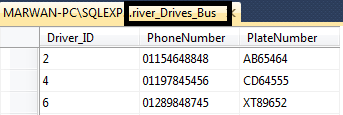 MARWAN-PC\SQLEXP .river_Drives_Bus
Driver_ID PhoneNumber PlateNumber
2 01154648848 AB65464
4 01197845456 CD64555
6 01289848745 XT89652